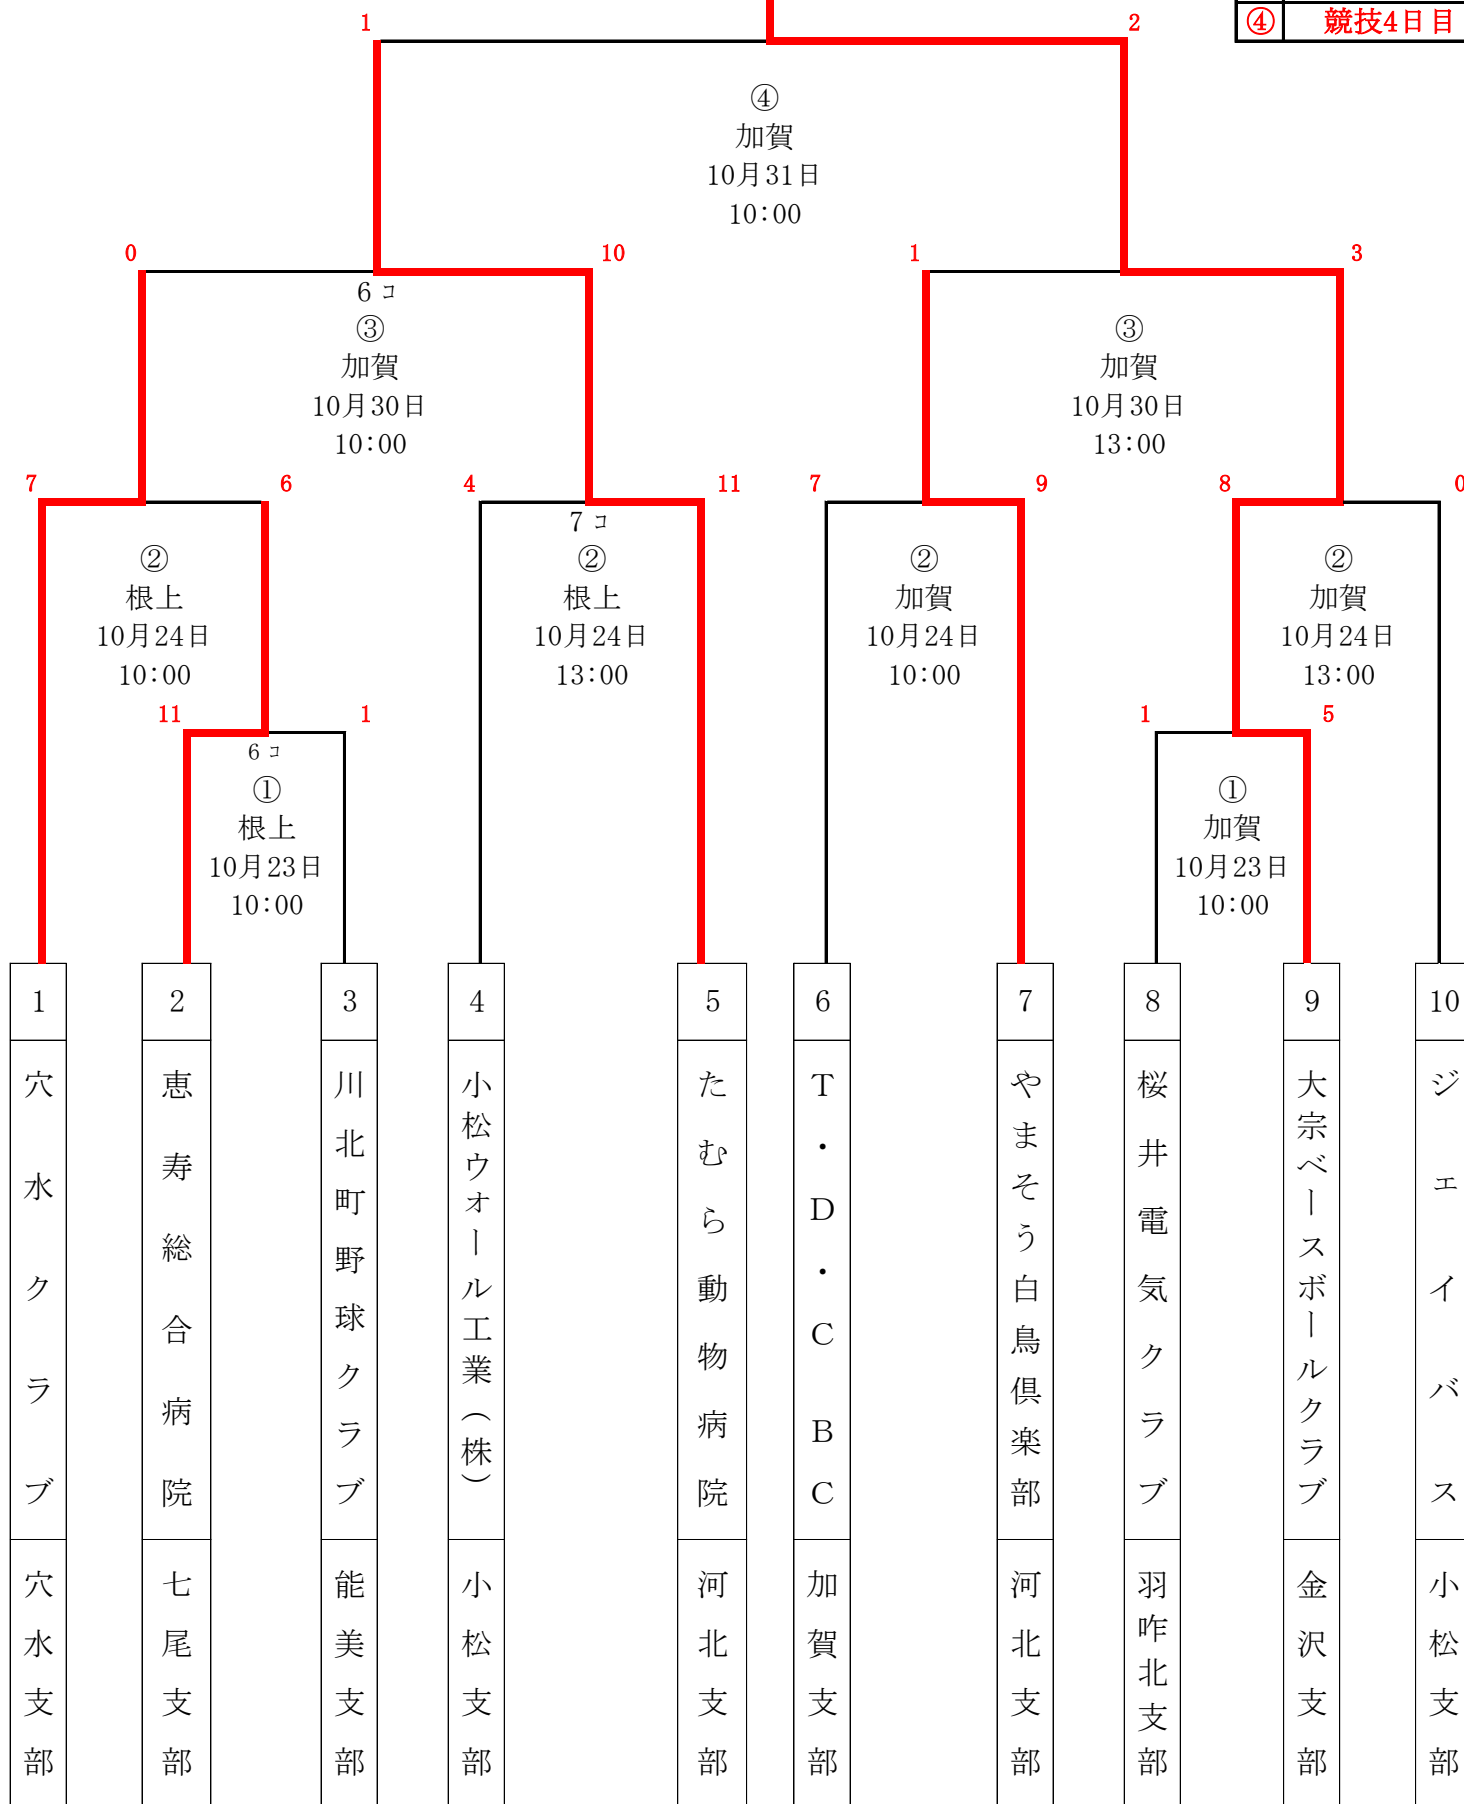 ④ 競技4日目
1 2
④
加賀
10月31日
10:00
0 10 1 3
6コ
③
加賀
10月30日
10:00
③
加賀
10月30日
13:00
7 6 4 11 7 9 8 0
②
根上
10月24日
10:00
7コ
②
根上
10月24日
13:00
②
加賀
10月24日
10:00
②
加賀
10月24日
13:00
11 1 1 5
6コ
①
根上
10月23日
10:00
①
加賀
10月23日
10:00
1
穴水クラブ
穴水支部
2
恵寿総合病院
七尾支部
3
川北町野球クラブ
能美支部
4
小松ウオール工業(株)
小松支部
5
たむら動物病院
河北支部
6
T・D・C BC
加賀支部
7
やまそう白鳥倶楽部
河北支部
8
桜井電気クラブ
羽咋北支部
9
大宗ベースボールクラブ
金沢支部
10
ジェイバス
小松支部